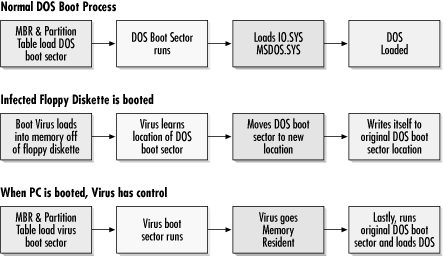 Normal DOS Boot Process
MBR & Partition
Table load DOS
boot sector
DOS Boot Sector
runs
Loads IO.SYS
MSDOS.SYS
DOS
Loaded
Infected Floppy Diskette is booted
Boot Virus loads
into memory off
of floppy diskette
Virus learns
location of DOS
boot sector
Moves DOS boot
sector to new
location
Writes itself to
original DOS boot
sector location
When PC is booted, Virus has control
MBR & Partition
Table load virus
boot sector
Virus boot
sector runs
Virus goes
Memory
Resident
Lastly, runs
original DOS boot
sector and loads DOS